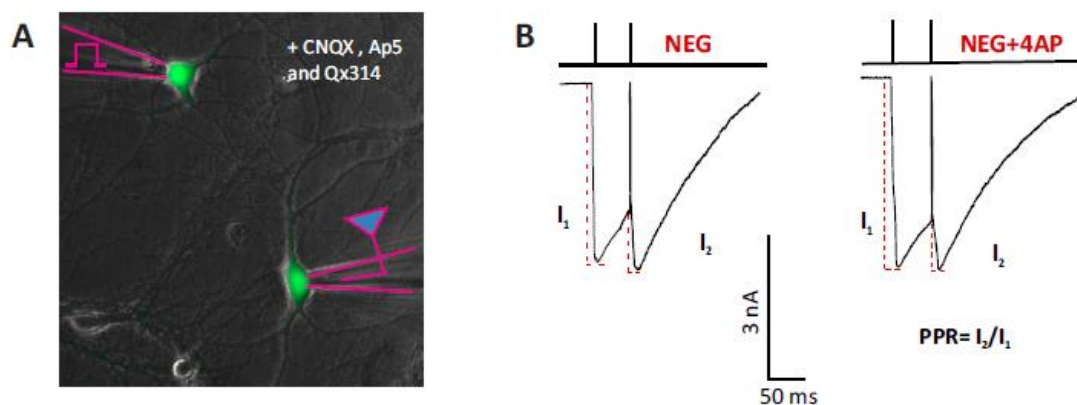 A
+ CNQX , Ap5
and Qx314
B
NEG
I₁
I₂
NEG+4AP
I₁
I₂
3 nA
50 ms
PPR= I₂/I₁